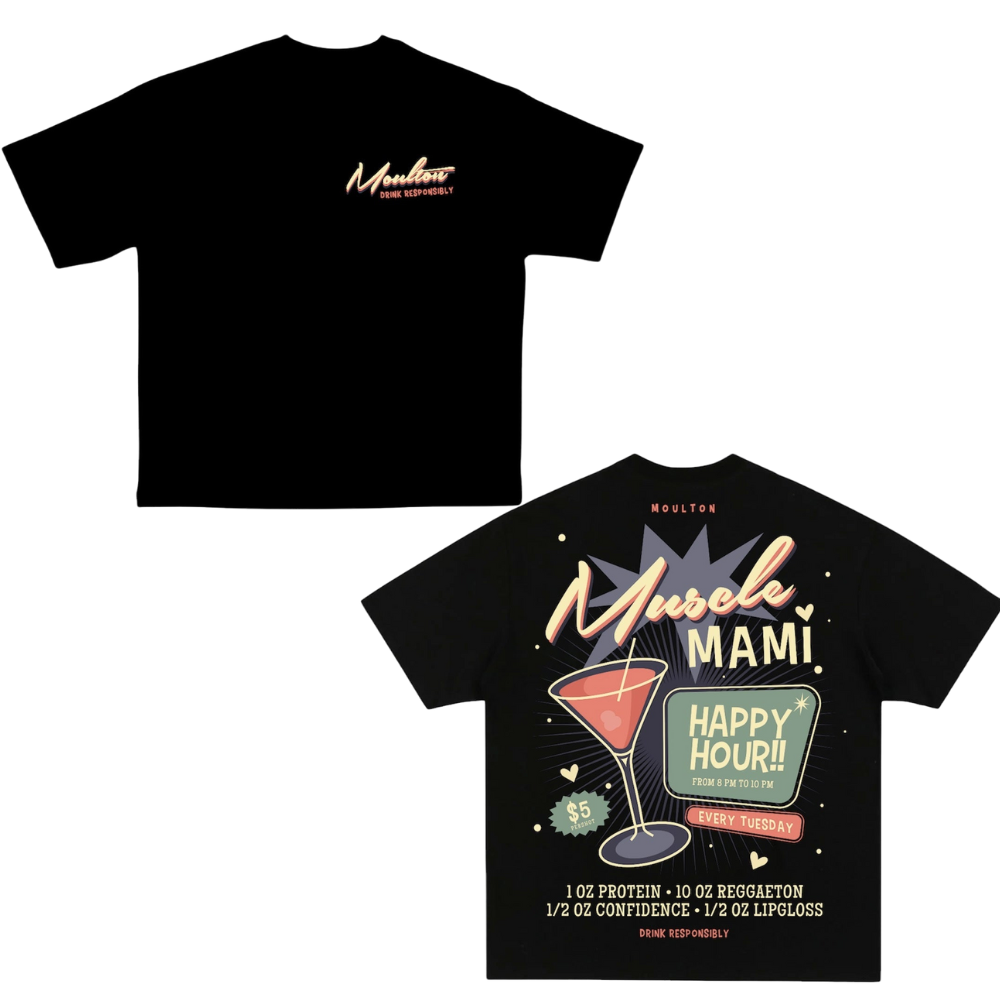 Moulton
DRINK RESPONSIBLY
MOULTON
Muscle
MAMi
HAPPY
HOUR!!
FROM 8 PM TO 10 PM
EVERY TUESDAY
$5
PERSHOT
1 OZ PROTEIN • 10 OZ REGGAETON
1/2 OZ CONFIDENCE • 1/2 OZ LIPGLOSS
DRINK RESPONSIBLY